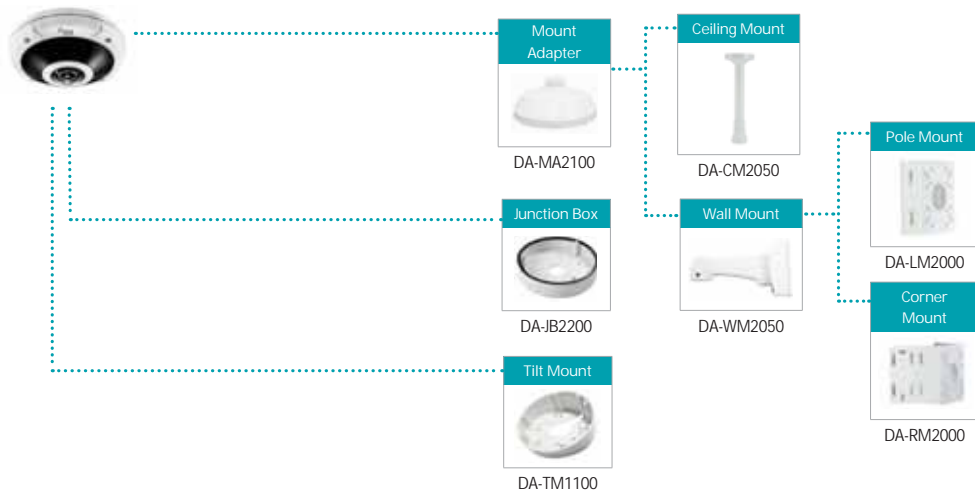 Mount
Adapter
DA-MA2100
Ceiling Mount
DA-CM2050
Pole Mount
DA-LM2000
Junction Box
DA-JB2200
Wall Mount
DA-WM2050
Corner
Mount
DA-RM2000
Tilt Mount
DA-TM1100